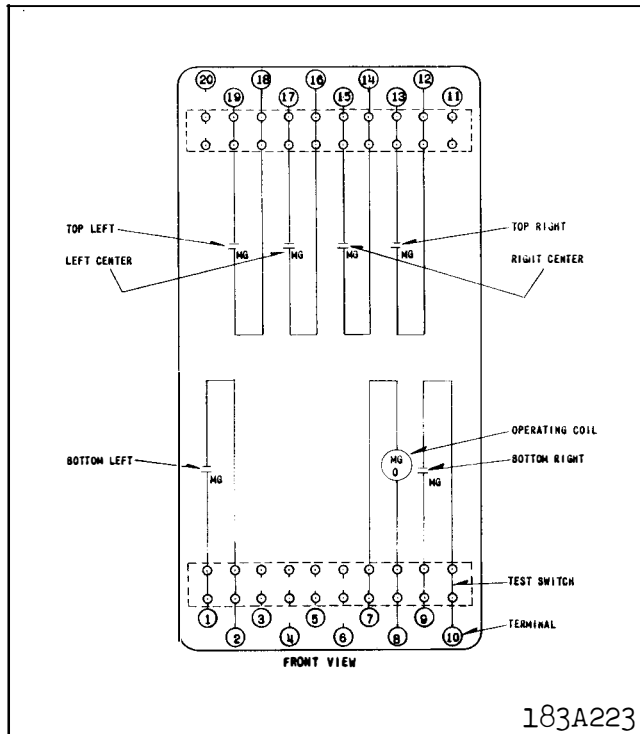 20 18 16 14 12
19 17 15 13 11
TOP LEFT
MG MG MG MG
TOP RIGHT
LEFT CENTER
RIGHT CENTER
OPERATING COIL
MG
O
BOTTOM LEFT
MG
MG
BOTTOM RIGHT
TEST SWITCH
1 3 5 7 9
2 4 6 8 10
TERMINAL
FRONT VIEW
183A223